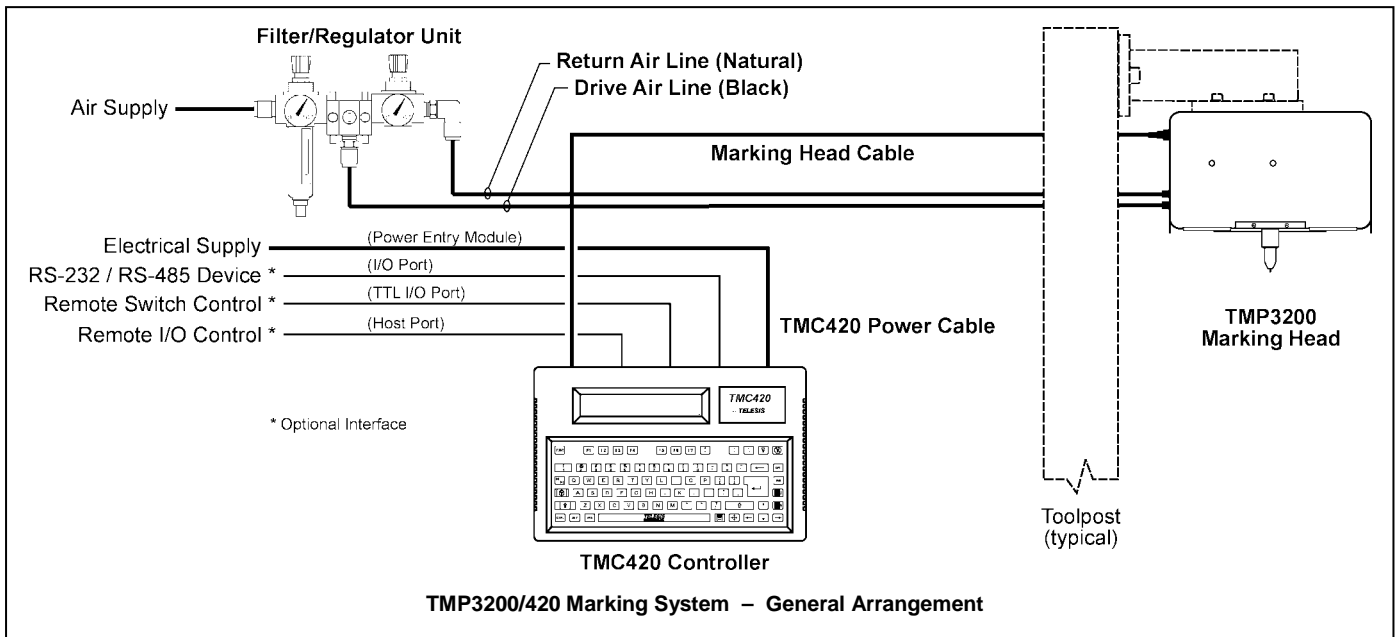 Filter/Regulator Unit
Return Air Line (Natural)
Drive Air Line (Black)
Air Supply
Marking Head Cable
Electrical Supply
(Power Entry Module)
RS-232 / RS-485 Device *
(I/O Port)
Remote Switch Control *
(TTL I/O Port)
Remote I/O Control *
(Host Port)
TMC420 Power Cable
TMP3200
Marking Head
* Optional Interface
TMC420
TELESIS
TELESIS
Toolpost
(typical)
TMC420 Controller
TMP3200/420 Marking System – General Arrangement